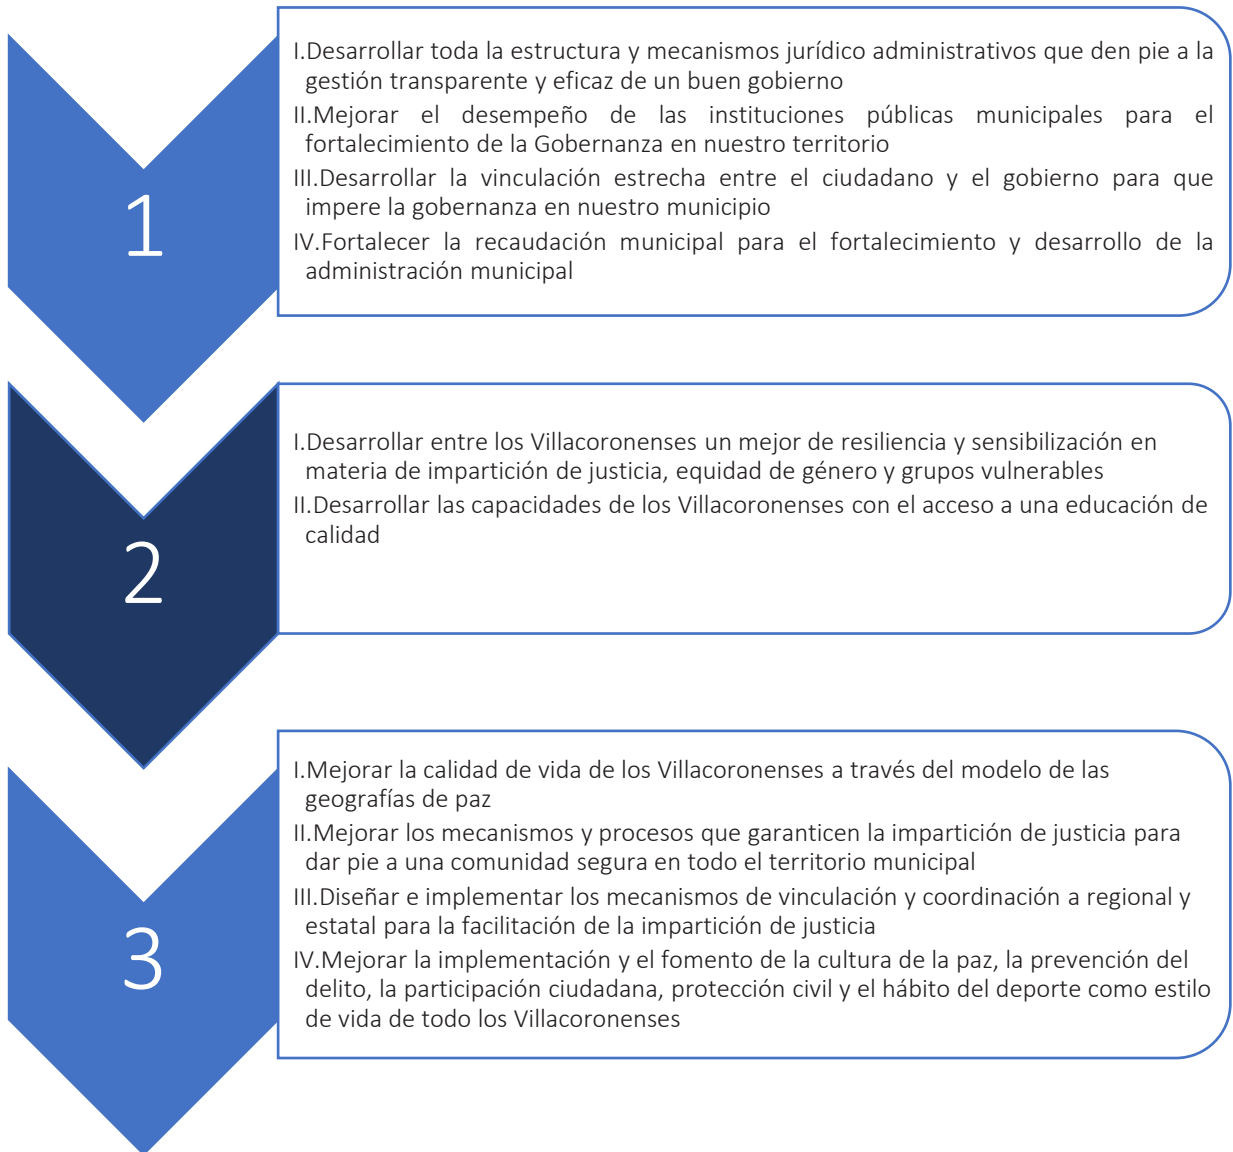 1
I.Desarrollar toda la estructura y mecanismos jurídico administrativos que den pie a la
gestión transparente y eficaz de un buen gobierno
II.Mejorar el desempeño de las instituciones públicas municipales para el
fortalecimiento de la Gobernanza en nuestro territorio
III.Desarrollar la vinculación estrecha entre el ciudadano y el gobierno para que
impere la gobernanza en nuestro municipio
IV.Fortalecer la recaudación municipal para el fortalecimiento y desarrollo de la
administración municipal
2
I.Desarrollar entre los Villacoronenses un mejor de resiliencia y sensibilización en
materia de impartición de justicia, equidad de género y grupos vulnerables
II.Desarrollar las capacidades de los Villacoronenses con el acceso a una educación de
calidad
3
I.Mejorar la calidad de vida de los Villacoronenses a través del modelo de las
geografías de paz
II.Mejorar los mecanismos y procesos que garanticen la impartición de justicia para
dar pie a una comunidad segura en todo el territorio municipal
III.Diseñar e implementar los mecanismos de vinculación y coordinación a regional y
estatal para la facilitación de la impartición de justicia
IV.Mejorar la implementación y el fomento de la cultura de la paz, la prevención del
delito, la participación ciudadana, protección civil y el hábito del deporte como estilo
de vida de todo los Villacoronenses